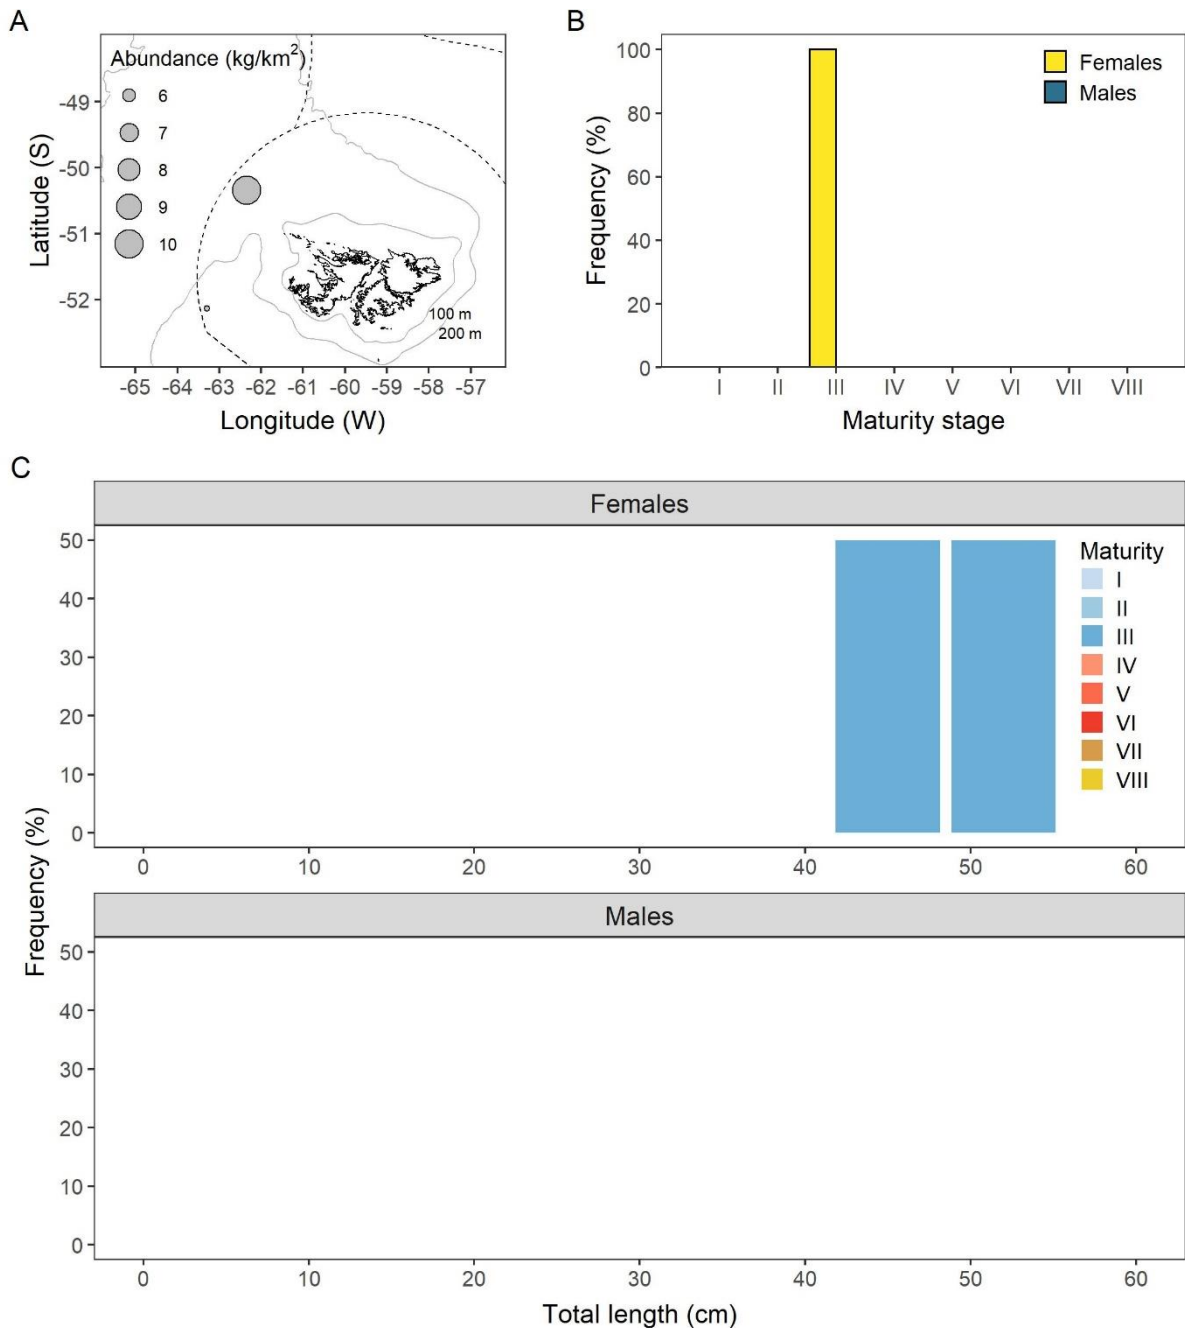 A
Abundance (kg/km²)
6
7
8
9
10
-49
-50
-51
-52
Latitude (S)
100 m
200 m
-65 -64 -63 -62 -61 -60 -59 -58 -57
Longitude (W)
B
Females
Males
100
80
60
40
20
0
Frequency (%)
I II III IV V VI VII VIII
Maturity stage
C
Females
50
40
30
20
10
0
Maturity
I
II
III
IV
V
VI
VII
VIII
0 10 20 30 40 50 60
Frequency (%)
Males
50
40
30
20
10
0
0 10 20 30 40 50 60
Total length (cm)